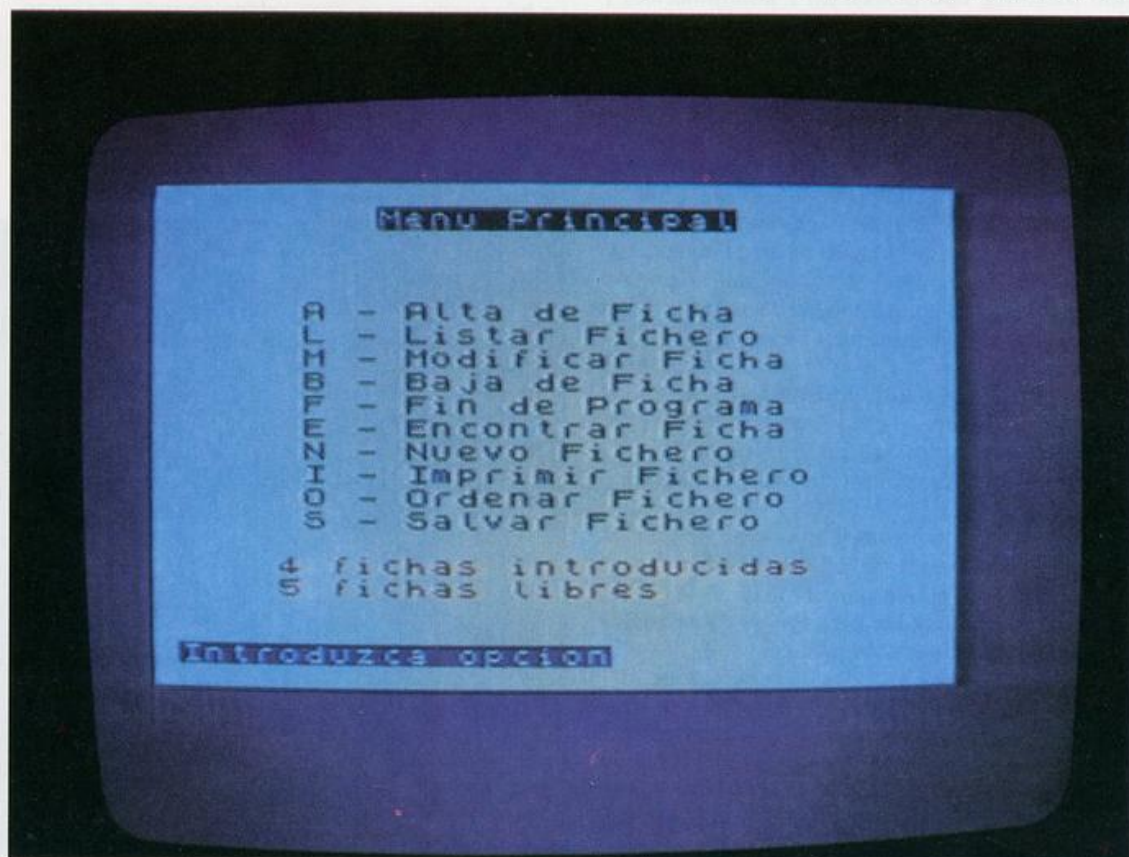 Menu Principal
A - Alta de Ficha
L - Listar Fichero
M - Modificar Ficha
B - Baja de Ficha
F - Fin de Programa
E - Encontrar Ficha
N - Nuevo Fichero
I - Imprimir Fichero
O - Ordenar Fichero
S - Salvar Fichero
4 fichas introducidas
5 fichas libres
Introduzca opcion